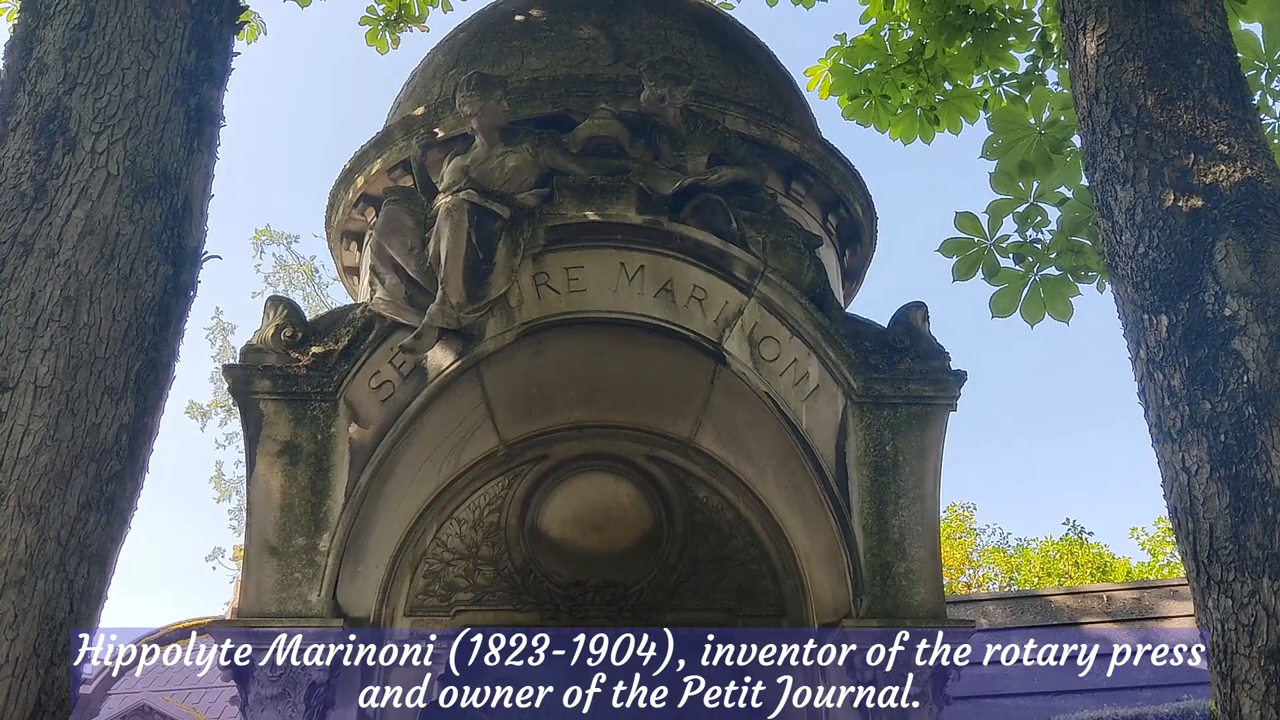 SE URE MARINONI
Hippolyte Marinoni (1823-1904), inventor of the rotary press
and owner of the Petit Journal.